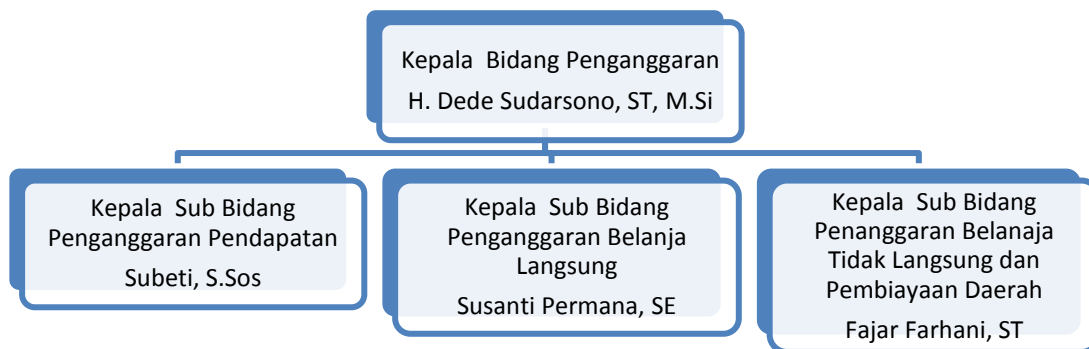 Kepala  Bidang Penganggaran
H. Dede Sudarsono, ST, M.Si
Kepala  Sub Bidang
Penganggaran Pendapatan
Subeti, S.Sos
Kepala  Sub Bidang
Penganggaran Belanja
Langsung
Susanti Permana, SE
Kepala  Sub Bidang
Penanggaran Belanaja
Tidak Langsung dan
Pembiayaan Daerah
Fajar Farhani, ST